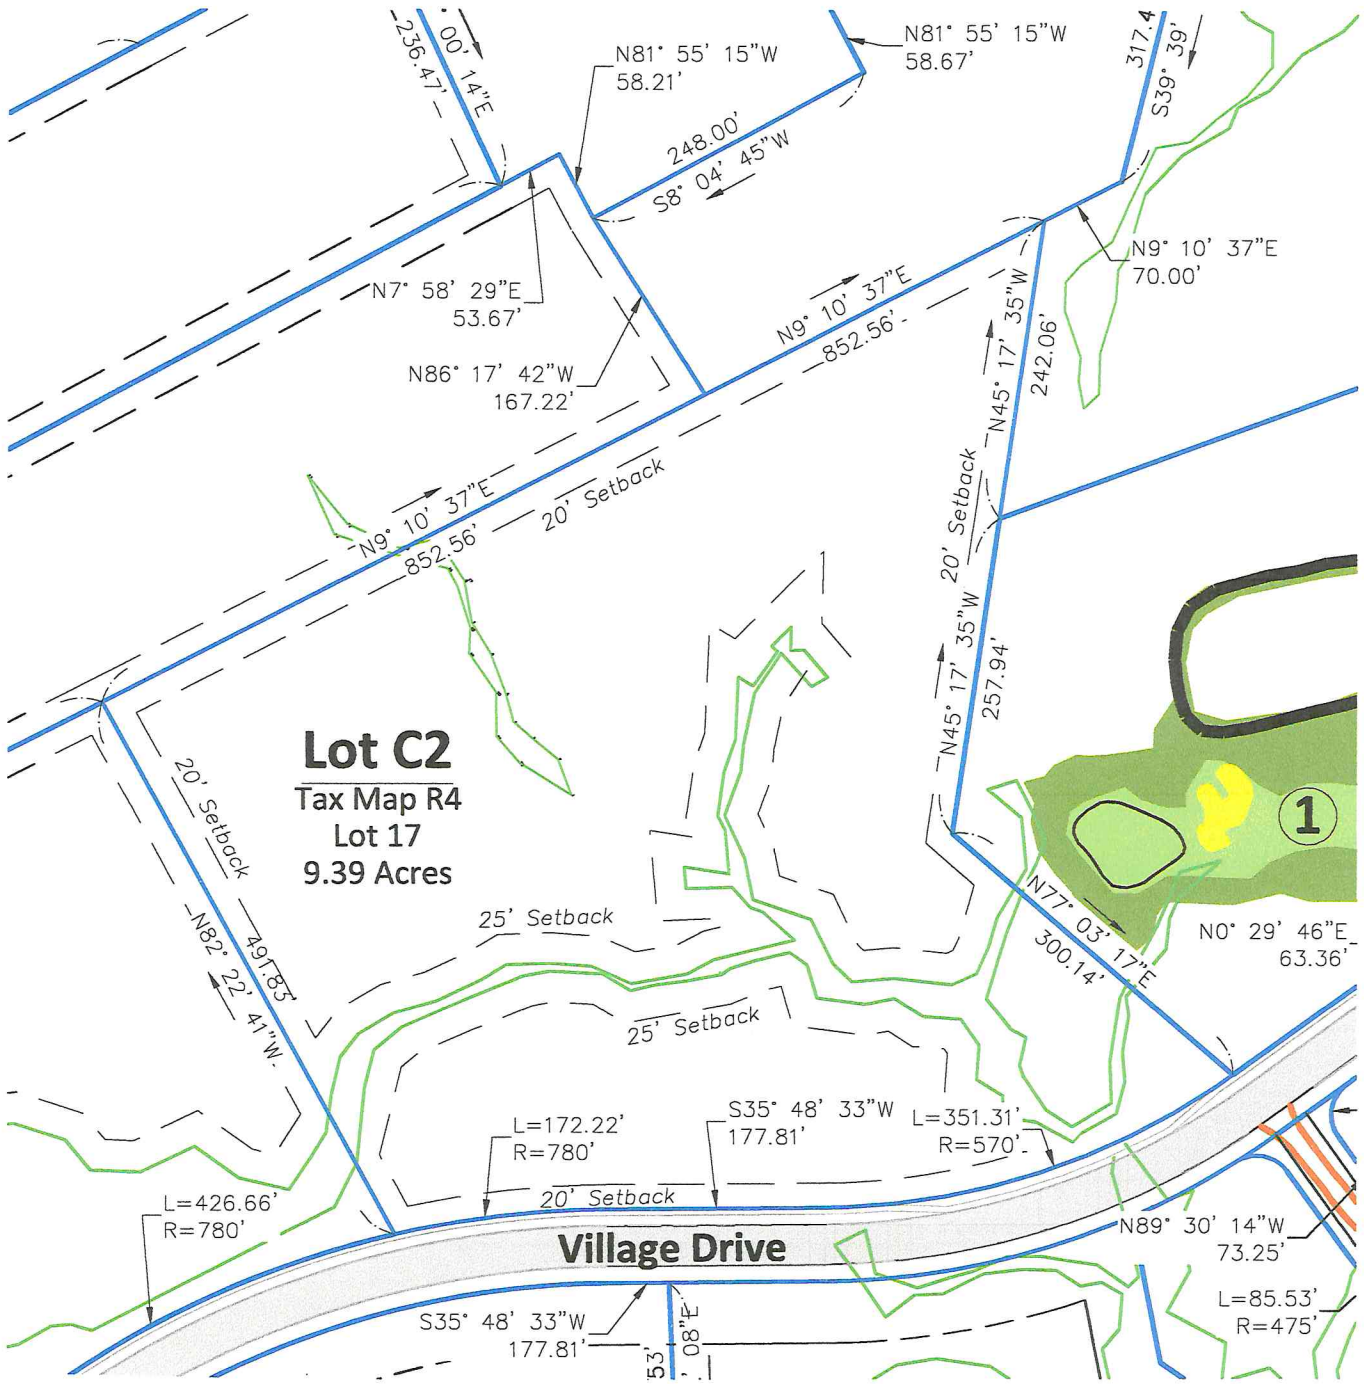 236.47'
00' 14"E
N81° 55' 15"W
58.21'
N81° 55' 15"W
58.67'
317.4
S39° 39'
248.00'
S8° 04' 45"W
N7° 58' 29"E
53.67'
N9° 10' 37"E
70.00'
N86° 17' 42"W
167.22'
N9° 10' 37"E
852.56'
N45° 17' 35"W
242.06'
20' Setback
20' Setback
N9° 10' 37"E
852.56'
N45° 17' 35"W
257.94'
Lot C2
Tax Map R4
Lot 17
9.39 Acres
20' Setback
1
25' Setback
N77° 03' 17"E
300.14'
N0° 29' 46"E
63.36'
491.83'
N82° 22' 41"W
25' Setback
L=172.22'
R=780'
S35° 48' 33"W
177.81'
L=351.31'
R=570'
L=426.66'
R=780'
20' Setback
N89° 30' 14"W
73.25'
Village Drive
L=85.53'
R=475'
S35° 48' 33"W
177.81'
53'
08"E